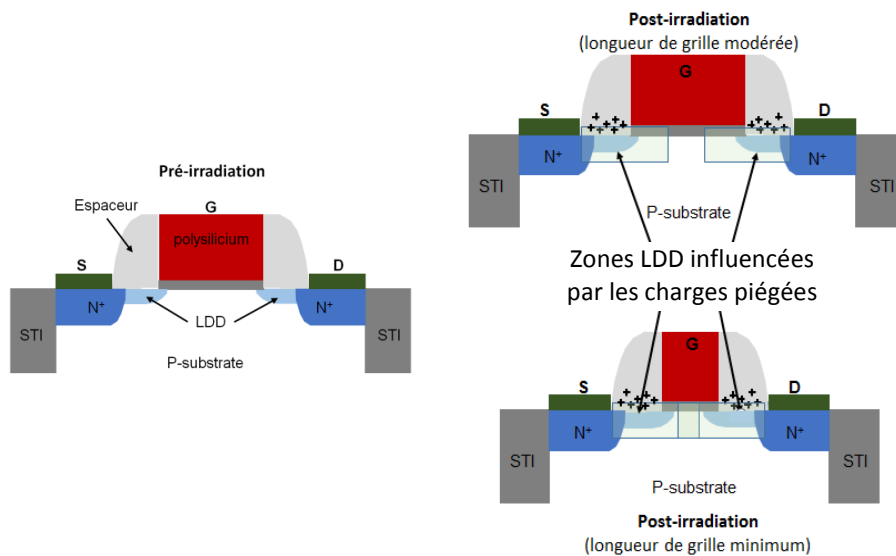 Pré-irradiation
Espaceur
G
polysilicium
S
D
N+
N+
LDD
STI
STI
P-substrate
Post-irradiation
(longueur de grille modérée)
G
S
D
N+
N+
STI
STI
P-substrate
Zones LDD influencées
par les charges piégées
G
S
D
N+
N+
STI
STI
P-substrate
Post-irradiation
(longueur de grille minimum)